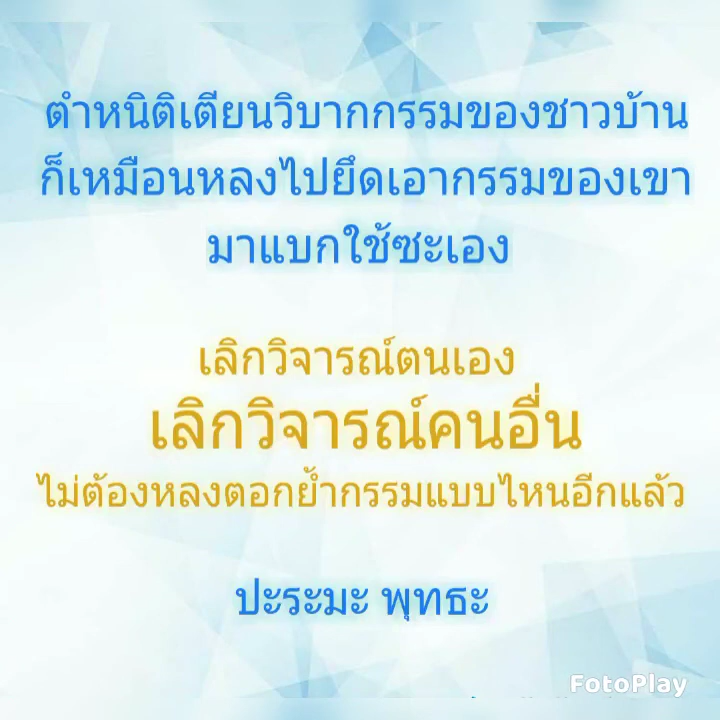 ตำหนิติเตียนวิบากกรรมของชาวบ้าน
ก็เหมือนหลงไปยึดเอากรรมของเขา
มาแบกใช้ซะเอง
เลิกวิจารณ์ตนเอง
เลิกวิจารณ์คนอื่น
ไม่ต้องหลงตอกย้ำกรรมแบบไหนอีกแล้ว
ปะระมะ พุทธะ
FotoPlay